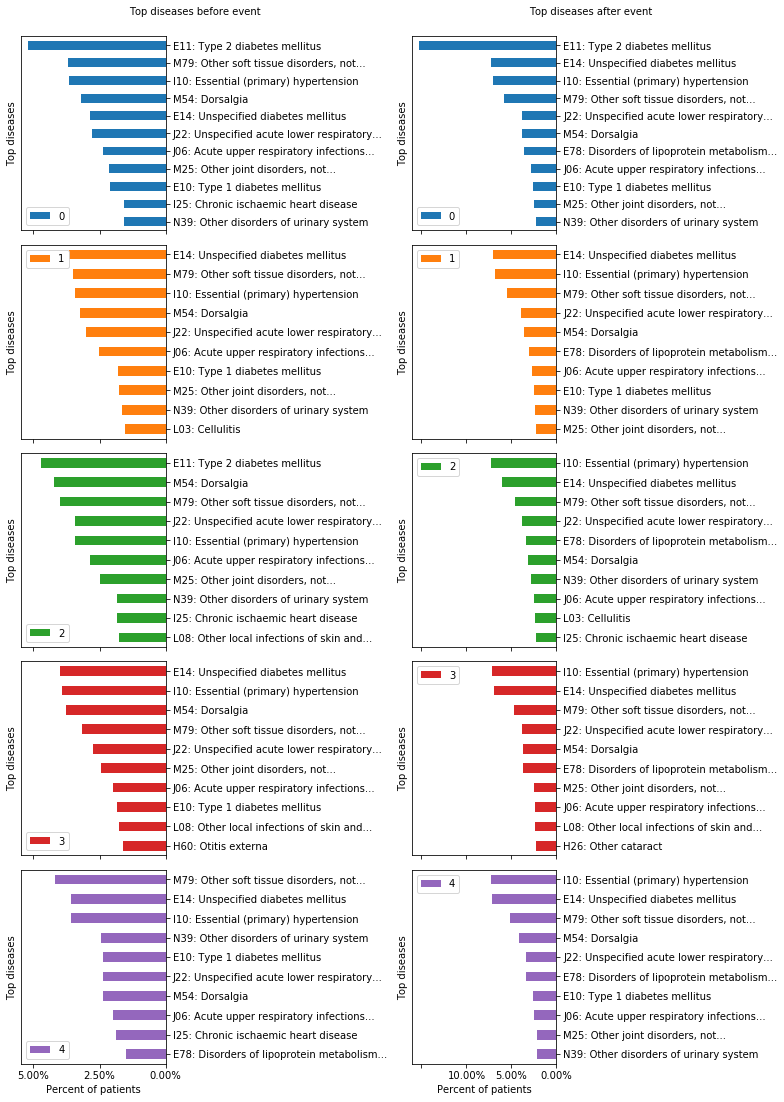 Top diseases before event
Top diseases
E11: Type 2 diabetes mellitus
M79: Other soft tissue disorders, not...
I10: Essential (primary) hypertension
M54: Dorsalgia
E14: Unspecified diabetes mellitus
J22: Unspecified acute lower respiratory...
J06: Acute upper respiratory infections...
M25: Other joint disorders, not...
E10: Type 1 diabetes mellitus
I25: Chronic ischaemic heart disease
N39: Other disorders of urinary system
0
Top diseases
1
E14: Unspecified diabetes mellitus
M79: Other soft tissue disorders, not...
I10: Essential (primary) hypertension
M54: Dorsalgia
J22: Unspecified acute lower respiratory...
J06: Acute upper respiratory infections...
E10: Type 1 diabetes mellitus
M25: Other joint disorders, not...
N39: Other disorders of urinary system
L03: Cellulitis
Top diseases
E11: Type 2 diabetes mellitus
M54: Dorsalgia
M79: Other soft tissue disorders, not...
J22: Unspecified acute lower respiratory...
I10: Essential (primary) hypertension
J06: Acute upper respiratory infections...
M25: Other joint disorders, not...
N39: Other disorders of urinary system
I25: Chronic ischaemic heart disease
L08: Other local infections of skin and...
2
Top diseases
E14: Unspecified diabetes mellitus
I10: Essential (primary) hypertension
M54: Dorsalgia
M79: Other soft tissue disorders, not...
J22: Unspecified acute lower respiratory...
M25: Other joint disorders, not...
J06: Acute upper respiratory infections...
E10: Type 1 diabetes mellitus
L08: Other local infections of skin and...
H60: Otitis externa
3
Top diseases
M79: Other soft tissue disorders, not...
E14: Unspecified diabetes mellitus
I10: Essential (primary) hypertension
N39: Other disorders of urinary system
E10: Type 1 diabetes mellitus
J22: Unspecified acute lower respiratory...
M54: Dorsalgia
J06: Acute upper respiratory infections...
I25: Chronic ischaemic heart disease
E78: Disorders of lipoprotein metabolism...
4
5.00% 2.50% 0.00%
Percent of patients
Top diseases after event
Top diseases
E11: Type 2 diabetes mellitus
E14: Unspecified diabetes mellitus
I10: Essential (primary) hypertension
M79: Other soft tissue disorders, not...
J22: Unspecified acute lower respiratory...
M54: Dorsalgia
E78: Disorders of lipoprotein metabolism...
J06: Acute upper respiratory infections...
E10: Type 1 diabetes mellitus
M25: Other joint disorders, not...
N39: Other disorders of urinary system
0
Top diseases
1
E14: Unspecified diabetes mellitus
I10: Essential (primary) hypertension
M79: Other soft tissue disorders, not...
J22: Unspecified acute lower respiratory...
M54: Dorsalgia
E78: Disorders of lipoprotein metabolism...
J06: Acute upper respiratory infections...
E10: Type 1 diabetes mellitus
N39: Other disorders of urinary system
M25: Other joint disorders, not...
Top diseases
2
I10: Essential (primary) hypertension
E14: Unspecified diabetes mellitus
M79: Other soft tissue disorders, not...
J22: Unspecified acute lower respiratory...
E78: Disorders of lipoprotein metabolism...
M54: Dorsalgia
N39: Other disorders of urinary system
J06: Acute upper respiratory infections...
L03: Cellulitis
I25: Chronic ischaemic heart disease
Top diseases
3
I10: Essential (primary) hypertension
E14: Unspecified diabetes mellitus
M79: Other soft tissue disorders, not...
J22: Unspecified acute lower respiratory...
M54: Dorsalgia
E78: Disorders of lipoprotein metabolism...
M25: Other joint disorders, not...
J06: Acute upper respiratory infections...
L08: Other local infections of skin and...
H26: Other cataract
Top diseases
4
I10: Essential (primary) hypertension
E14: Unspecified diabetes mellitus
M79: Other soft tissue disorders, not...
M54: Dorsalgia
J22: Unspecified acute lower respiratory...
E78: Disorders of lipoprotein metabolism...
E10: Type 1 diabetes mellitus
J06: Acute upper respiratory infections...
M25: Other joint disorders, not...
N39: Other disorders of urinary system
10.00% 5.00% 0.00%
Percent of patients